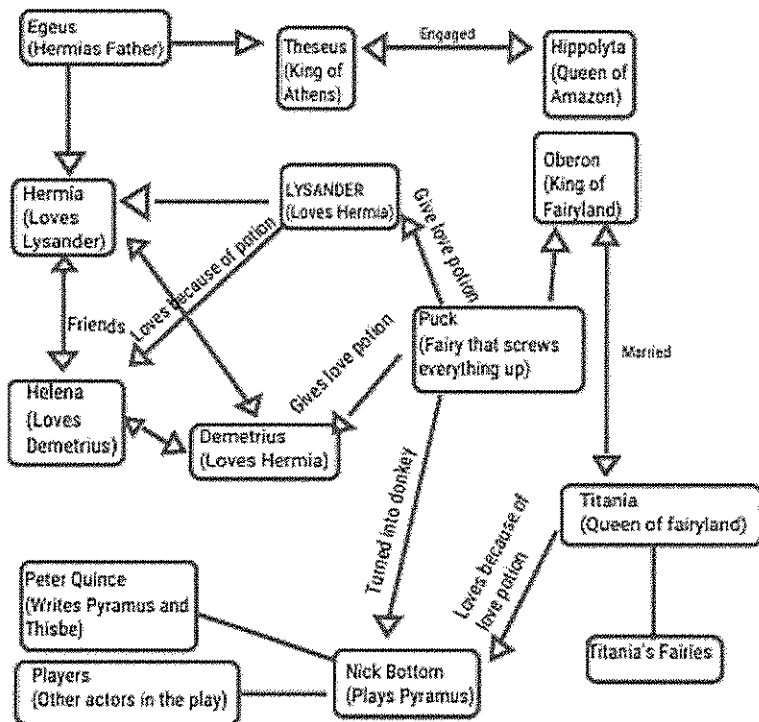 Egeus
(Hermias Father)
Theseus
(King of
Athens)
Engaged
Hippolyta
(Queen of
Amazon)
Hermia
(Loves
Lysander)
LYSANDER
(Loves Hermia)
Oberon
(King of
Fairyland)
Give love potion
Loves because of potion
Friends
Puck
(Fairy that screws
everything up)
Married
Gives love potion
Helena
(Loves
Demetrius)
Demetrius
(Loves Hermia)
Turned into donkey
Titania
(Queen of fairyland)
Loves because of
love potion
Peter Quince
(Writes Pyramus and
Thisbe)
Titania's Fairies
Nick Bottom
(Plays Pyramus)
Players
(Other actors in the play)